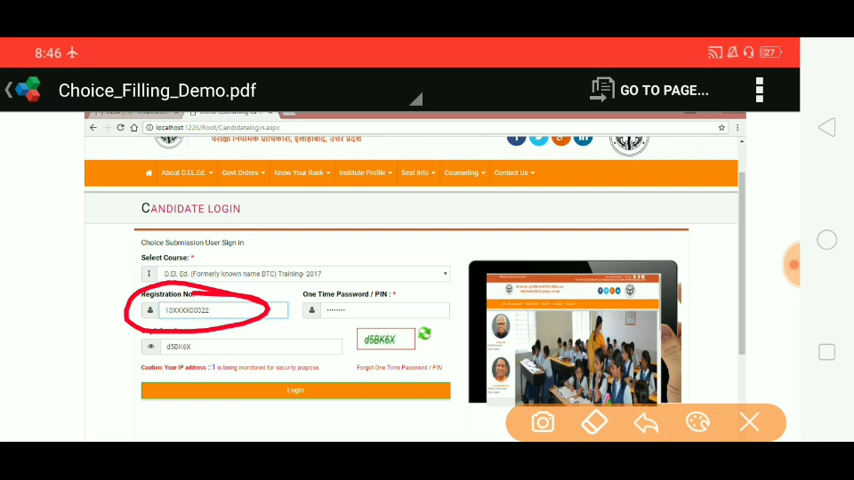 8:46
27
Choice_Filling_Demo.pdf
GO TO PAGE...
localhost:1226/Root/Candidatelogin.aspx
परीक्षा नियामक प्राधिकारी, इलाहाबाद, उत्तर प्रदेश
About D.EL.Ed.
Govt Orders
Know Your Rank
Institute Profile
Seat Info
Counseling
Contact Us
CANDIDATE LOGIN
Choice Submission User Sign in
Select Course: *
D.El. Ed. (Formerly known name BTC) Training- 2017
Registration No
One Time Password / PIN : *
13XXXX00322
········
d5BK6X
d5BK6X
Caution: Your IP address ::1 is being monitored for security purpose
Forgot One Time Password / PIN
Login